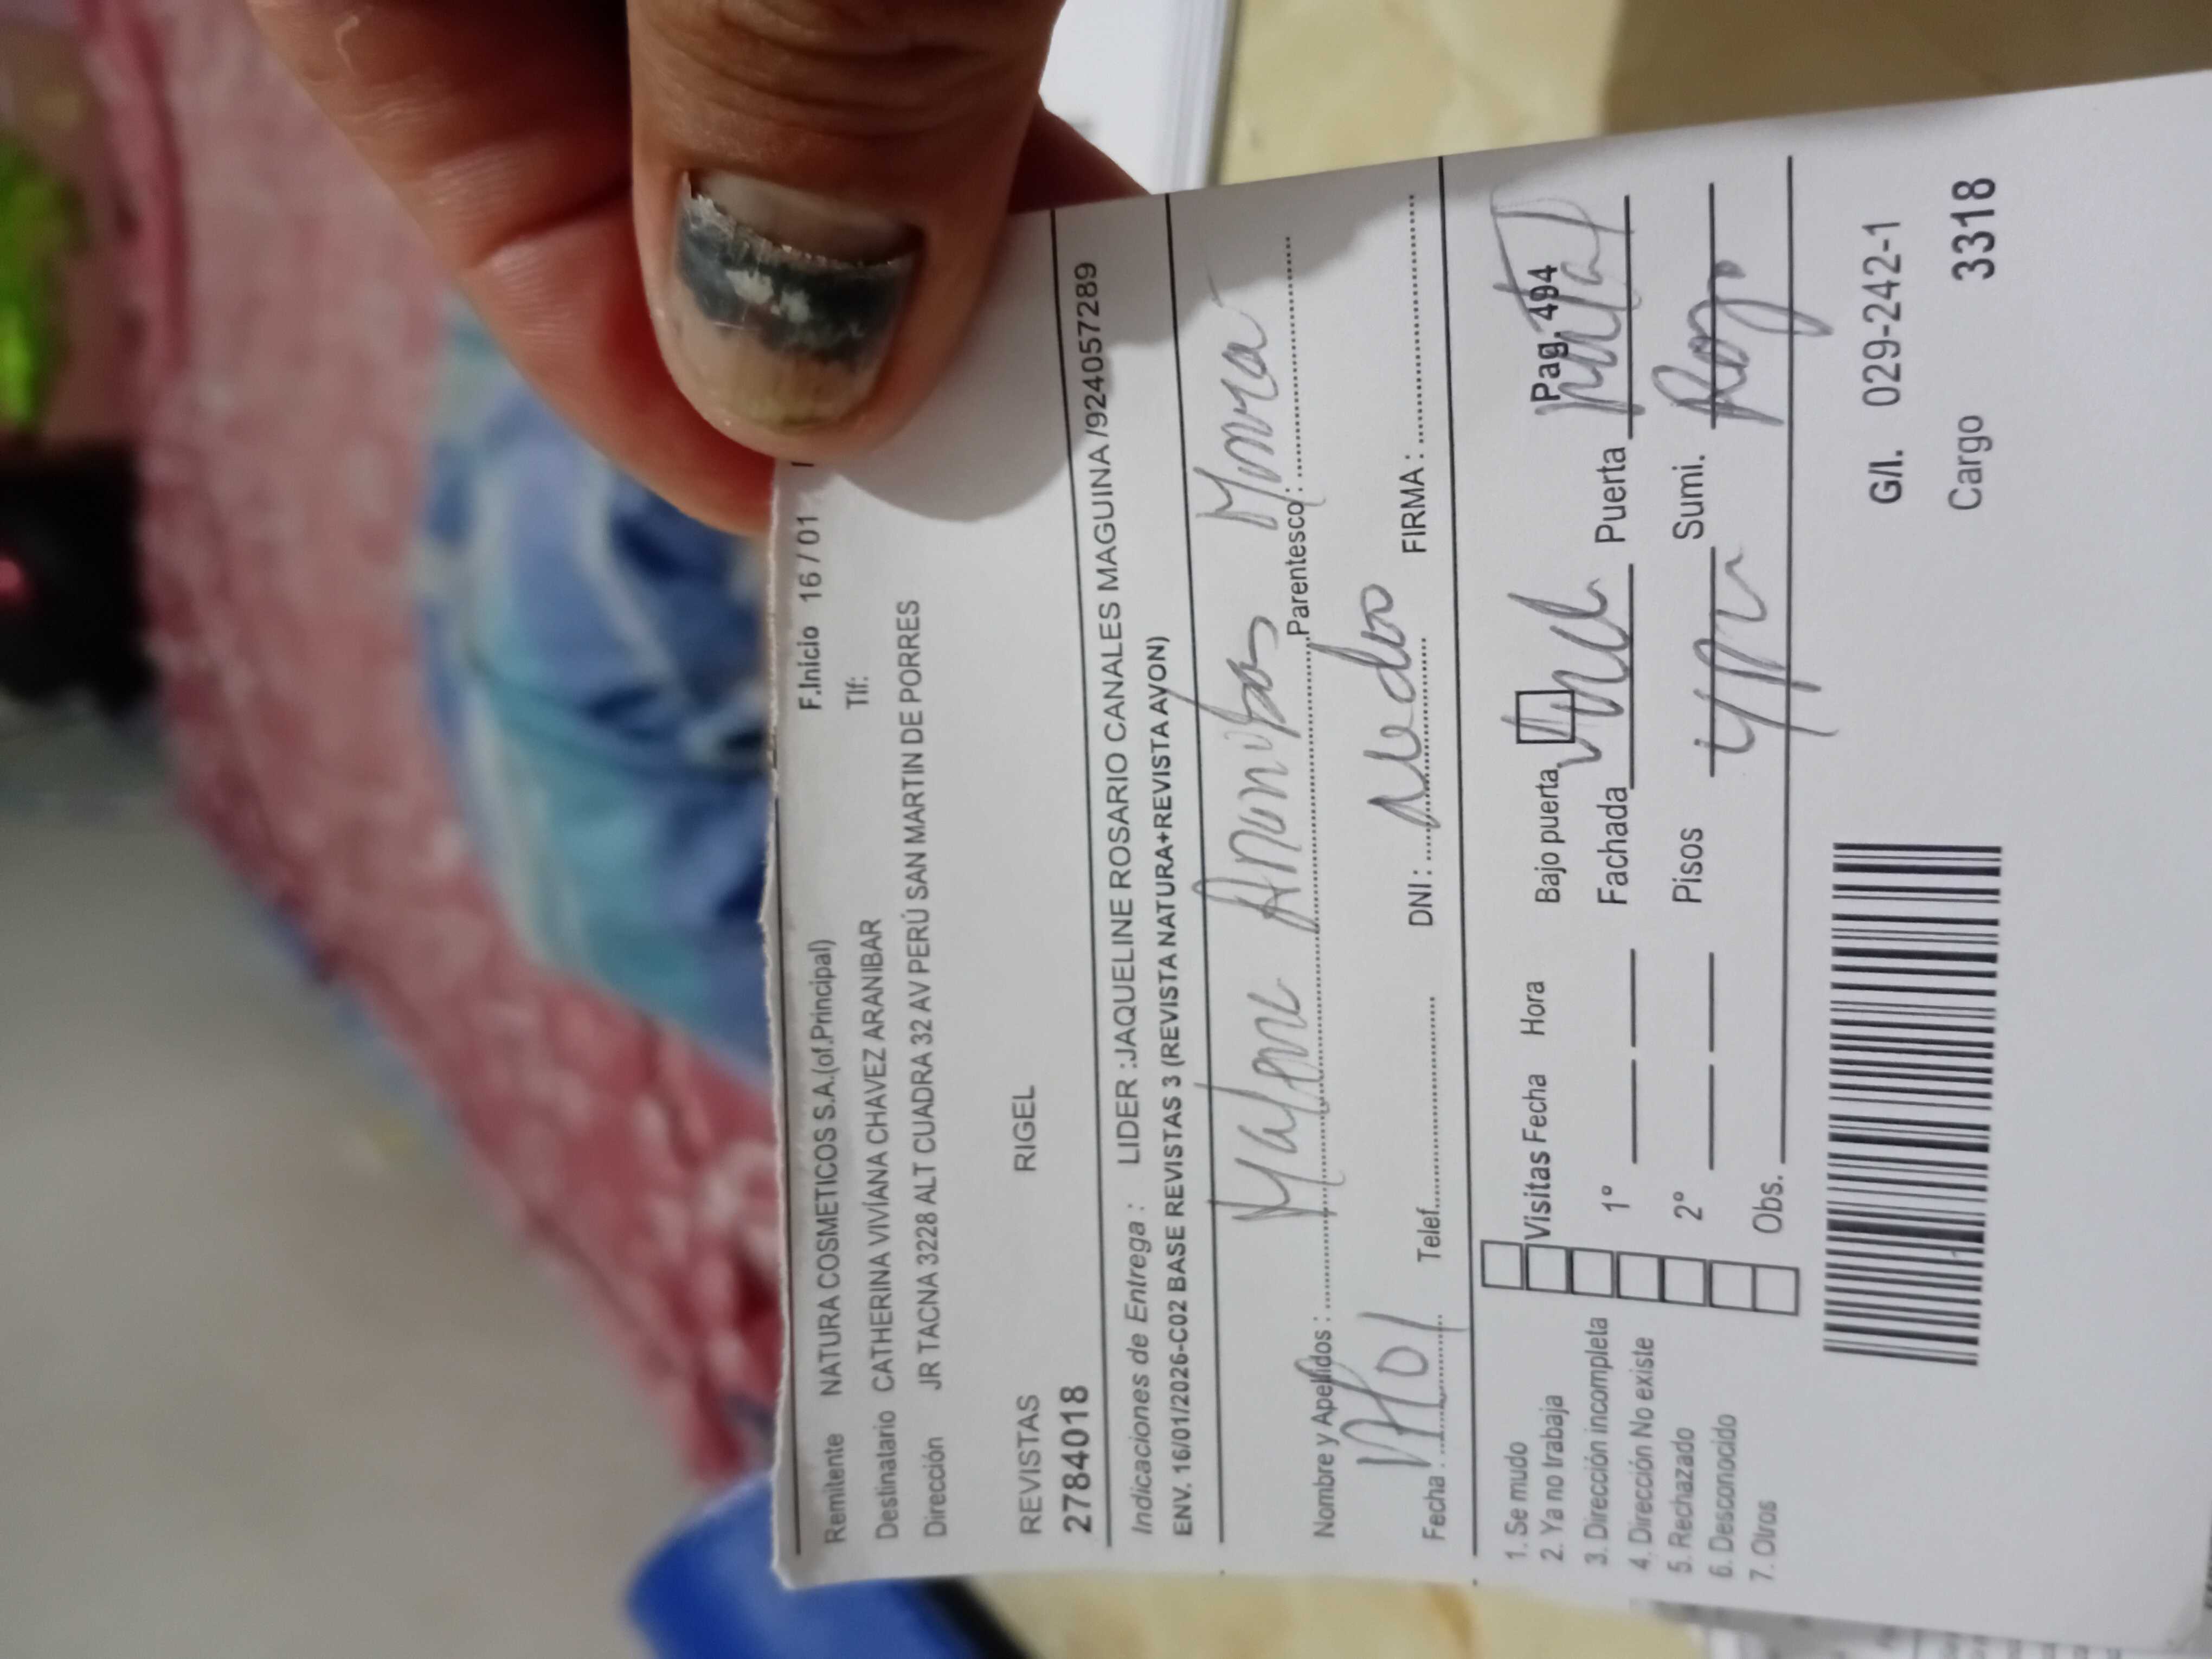 F.Inicio 16 / 01
Remitente NATURA COSMETICOS S.A.(of.Principal) Tlf:
Destinatario CATHERINA VIVÍANA CHAVEZ ARANIBAR
Dirección JR TACNA 3228 ALT CUADRA 32 AV PERÚ SAN MARTIN DE PORRES
REVISTAS RIGEL
2784018
Indicaciones de Entrega : LIDER :JAQUELINE ROSARIO CANALES MAGUINA /924057289
ENV. 16/01/2026-C02 BASE REVISTAS 3 (REVISTA NATURA+REVISTA AVON)
Nombre y Apellidos : Parentesco :
Fecha Telef. DNI : FIRMA :
Pag. 494
1. Se mudo
2. Ya no trabaja
3. Dirección incompleta
4. Dirección No existe
5. Rechazado
6. Desconocido
7. Otros
Visitas Fecha Hora Bajo puerta
1° Fachada Puerta
2° Pisos Sumi.
Obs.
G/I. 029-242-1
Cargo 3318